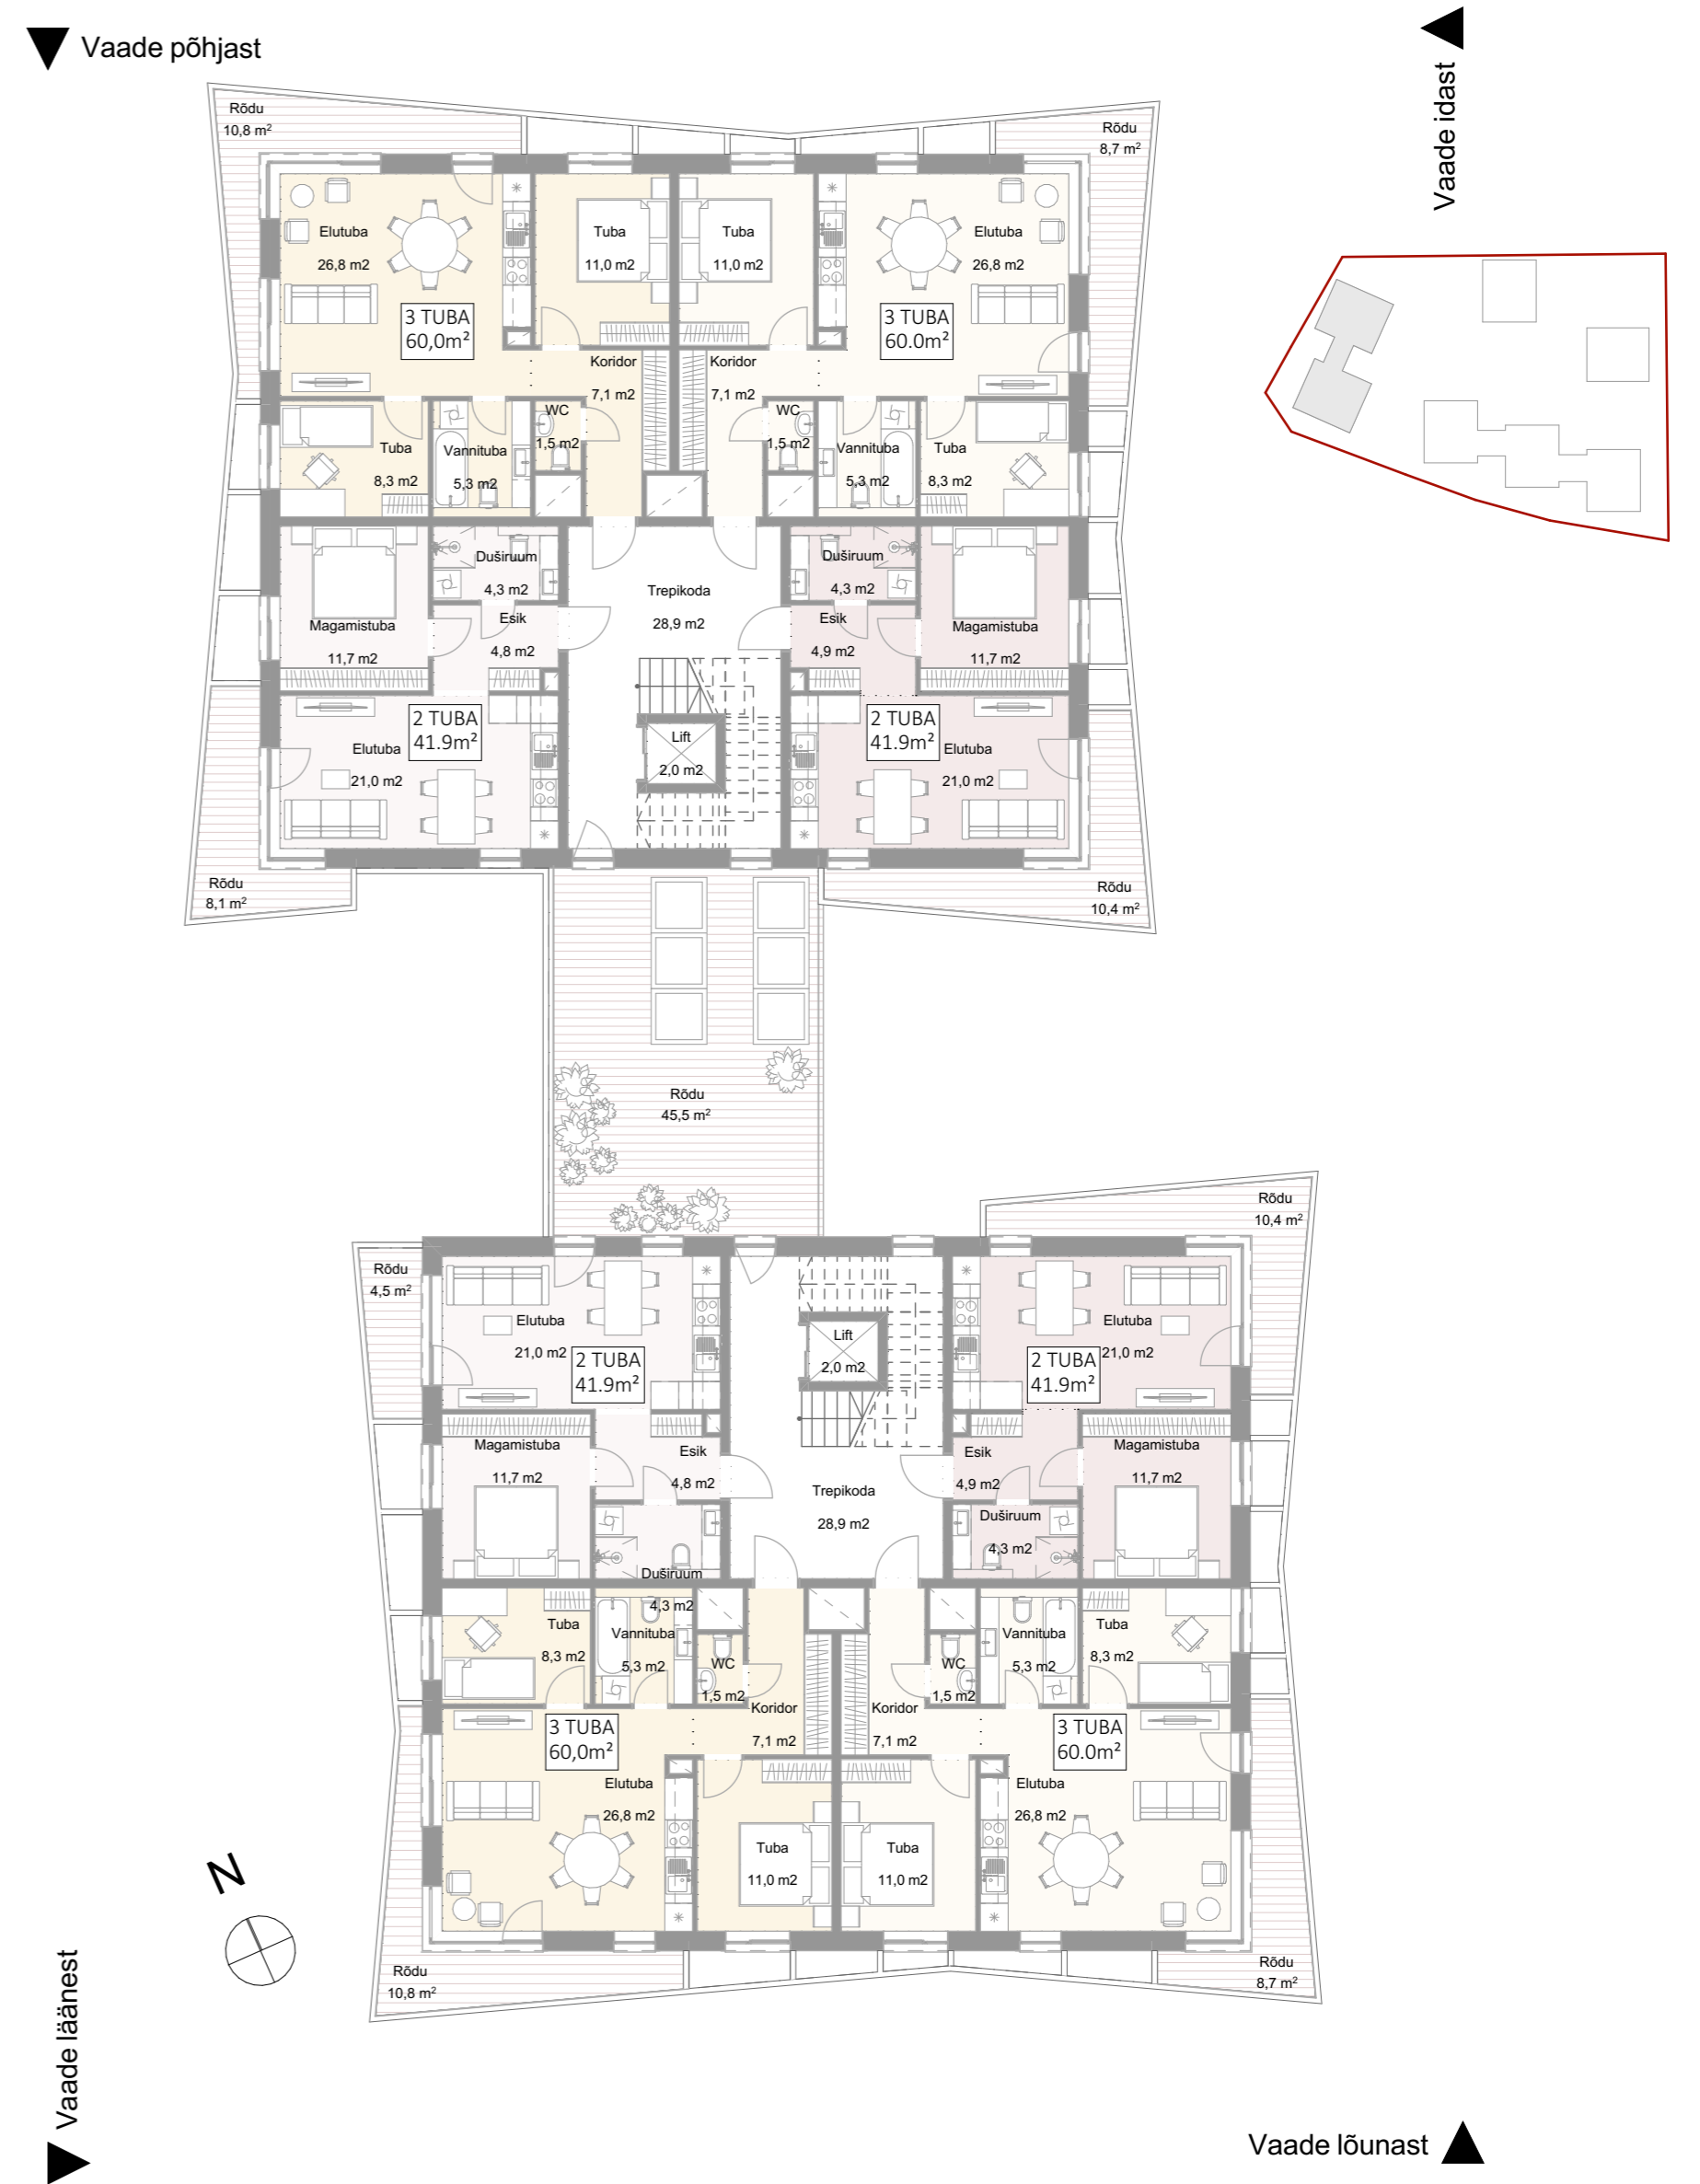 Vaade põhjast
Vaade idast
Rõdu
10,8 m²
Rõdu
8,7 m²
Elutuba
26,8 m2
Tuba
11,0 m2
Tuba
11,0 m2
Elutuba
26,8 m2
3 TUBA
60,0m²
3 TUBA
60.0m²
Koridor
7,1 m2
Koridor
7,1 m2
WC
1,5 m2
WC
1,5 m2
Tuba
8,3 m2
Vannituba
5,3 m2
Vannituba
5,3 m2
Tuba
8,3 m2
Duširuum
4,3 m2
Duširuum
4,3 m2
Trepikoda
28,9 m2
Magamistuba
11,7 m2
Esik
4,8 m2
Esik
4,9 m2
Magamistuba
11,7 m2
2 TUBA
41.9m²
2 TUBA
41.9m²
Elutuba
21,0 m2
Lift
2,0 m2
Elutuba
21,0 m2
Rõdu
8,1 m²
Rõdu
10,4 m²
Rõdu
45,5 m²
Rõdu
10,4 m²
Rõdu
4,5 m²
Elutuba
21,0 m2
Lift
2,0 m2
Elutuba
21,0 m2
2 TUBA
41.9m²
2 TUBA
41.9m²
Magamistuba
11,7 m2
Esik
4,8 m2
Esik
4,9 m2
Magamistuba
11,7 m2
Trepikoda
28,9 m2
Duširuum
4,3 m2
Duširuum
4,3 m2
Tuba
8,3 m2
Vannituba
5,3 m2
Vannituba
5,3 m2
Tuba
8,3 m2
WC
1,5 m2
WC
1,5 m2
Koridor
7,1 m2
Koridor
7,1 m2
3 TUBA
60,0m²
3 TUBA
60.0m²
Elutuba
26,8 m2
Elutuba
26,8 m2
Tuba
11,0 m2
Tuba
11,0 m2
N
Rõdu
10,8 m²
Rõdu
8,7 m²
Vaade läänest
Vaade lõunast